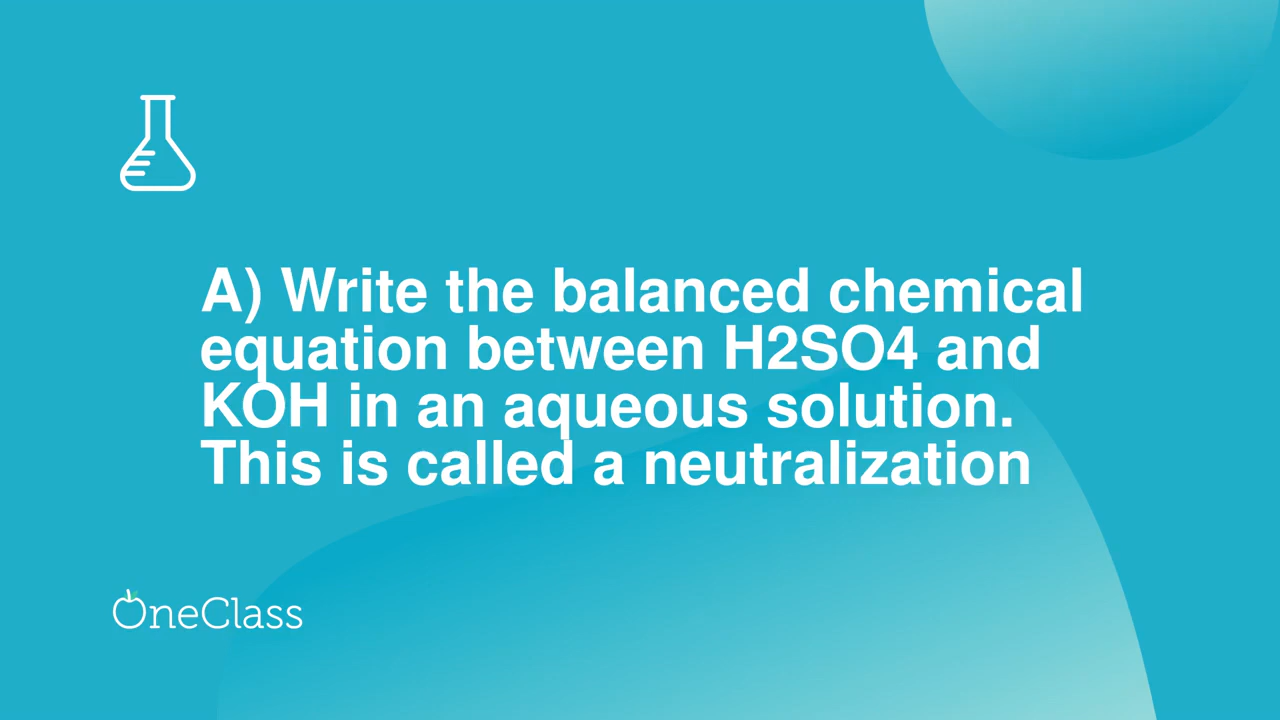 A) Write the balanced chemical
equation between H2SO4 and
KOH in an aqueous solution.
This is called a neutralization
OneClass